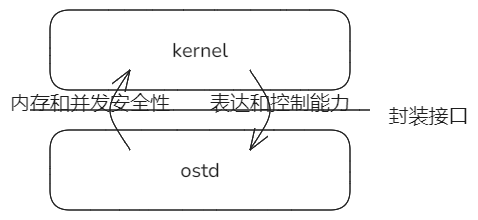 kernel
内存和并发安全性
表达和控制能力
封装接口
ostd